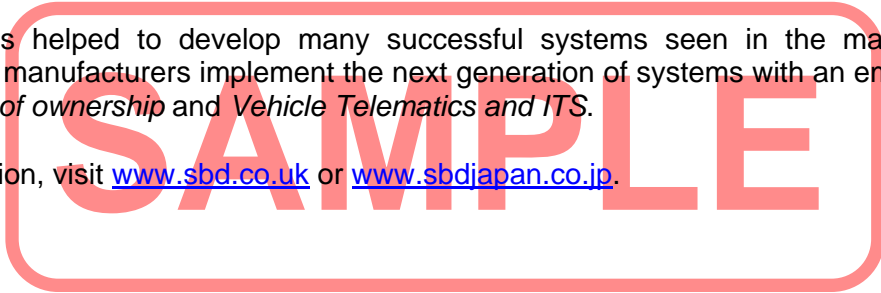 s helped to develop many successful systems seen in the ma
manufacturers implement the next generation of systems with an em
of ownership and Vehicle Telematics and ITS.
ion, visit www.sbd.co.uk or www.sbdjapan.co.jp.
SAMPLE